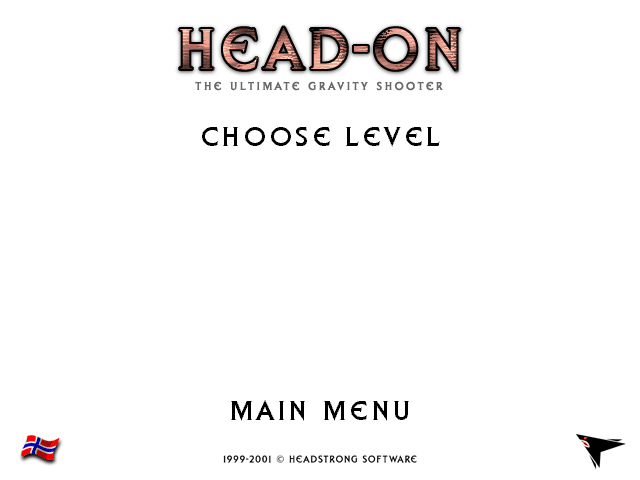 HEAD-ON
THE ULTIMATE GRAVITY SHOOTER
CHOOSE LEVEL
MAIN MENU
1999-2001 © HEADSTRONG SOFTWARE